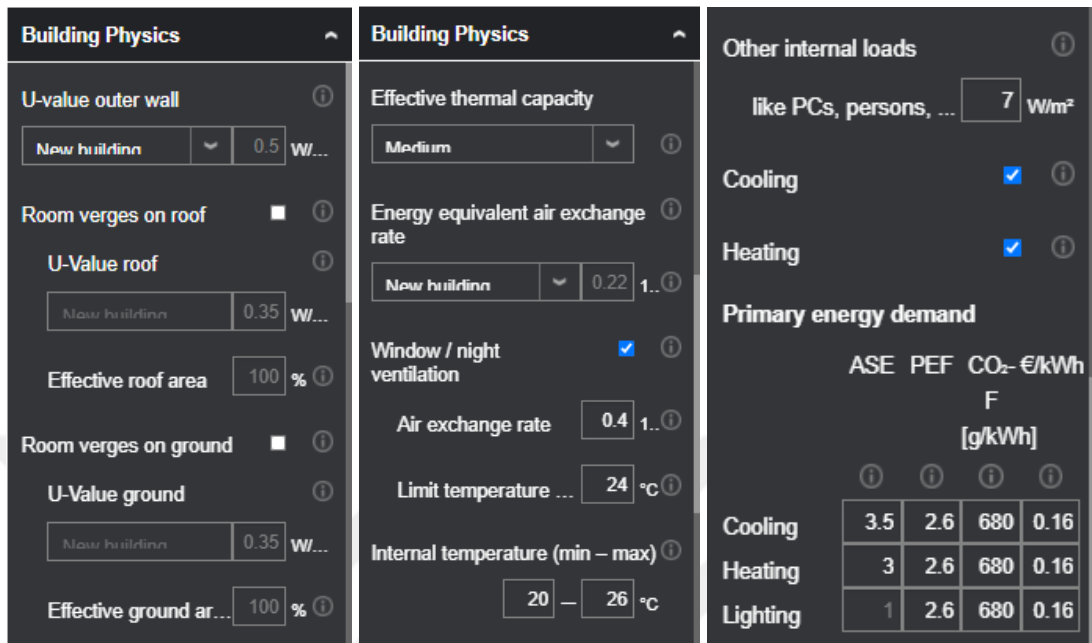 Building Physics
U-value outer wall
New building 0.5 W/...
Room verges on roof
U-Value roof
New building 0.35 W/...
Effective roof area 100 %
Room verges on ground
U-Value ground
New building 0.35 W/...
Effective ground ar... 100 %
Building Physics
Effective thermal capacity
Medium
Energy equivalent air exchange
rate
New building 0.22 1..
Window / night
ventilation
Air exchange rate 0.4 1..
Limit temperature ... 24 °C
Internal temperature (min – max)
20 — 26 °C
Other internal loads
like PCs, persons, ... 7 W/m²
Cooling
Heating
Primary energy demand
ASE PEF CO₂- €/kWh
F
[g/kWh]
Cooling 3.5 2.6 680 0.16
Heating 3 2.6 680 0.16
Lighting 1 2.6 680 0.16